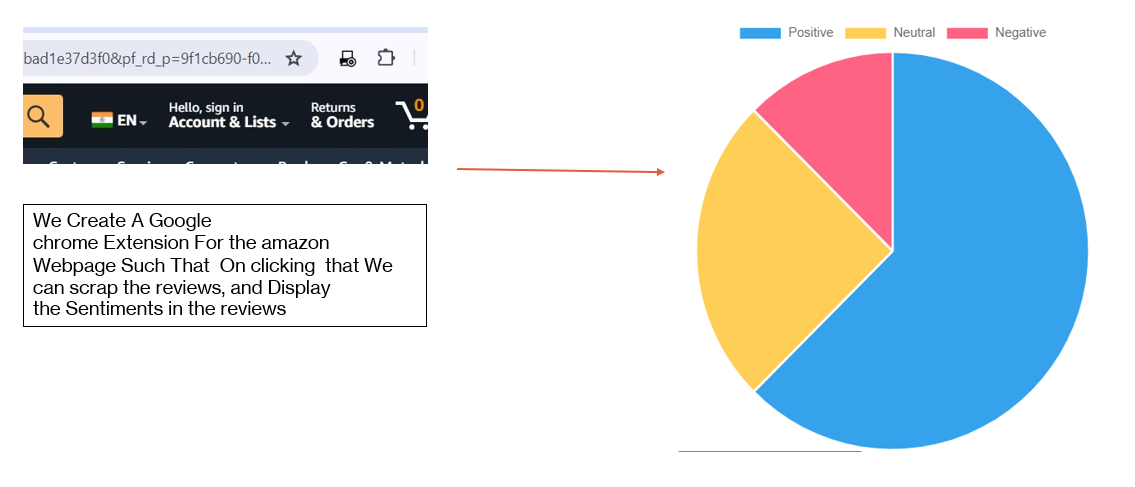 bad1e37d3f0&pf_rd_p=9f1cb690-f0...
EN
Hello, sign in
Account & Lists
Returns
& Orders
0
We Create A Google
chrome Extension For the amazon
Webpage Such That  On clicking  that We
can scrap the reviews, and Display
the Sentiments in the reviews
Positive Neutral Negative